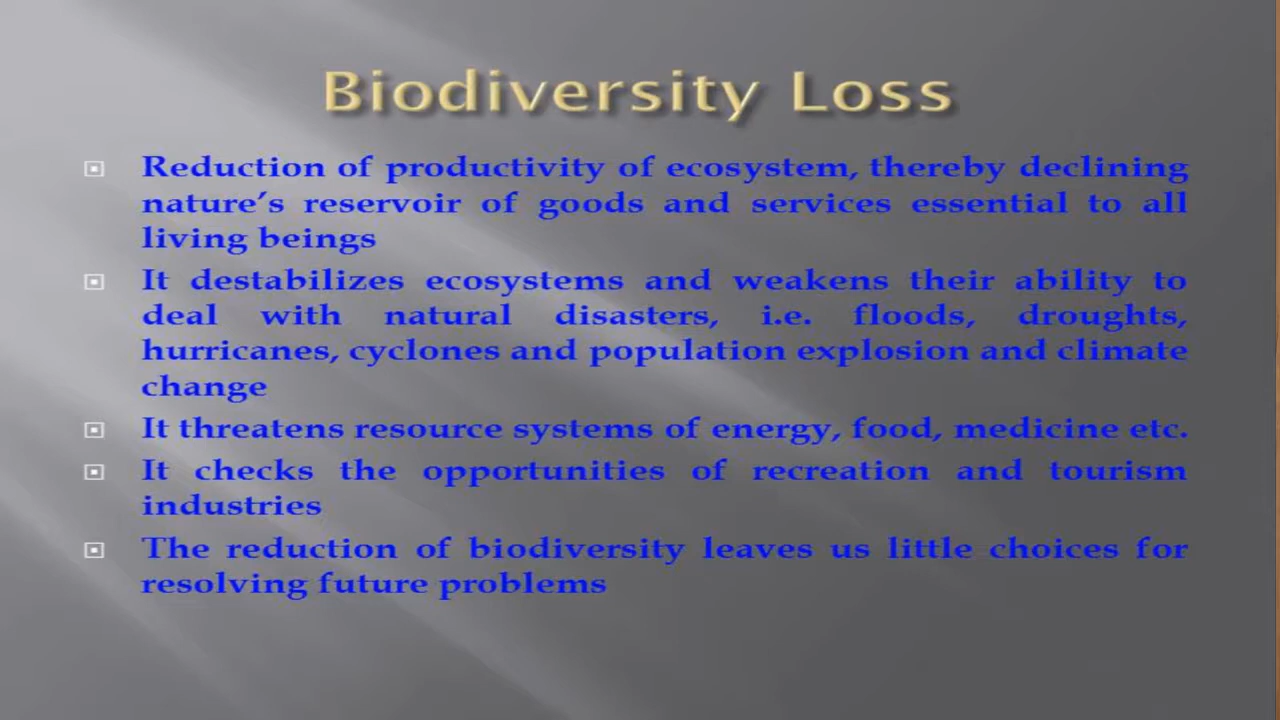 Biodiversity Loss
Reduction of productivity of ecosystem, thereby declining
nature's reservoir of goods and services essential to all
living beings
It destabilizes ecosystems and weakens their ability to
deal with natural disasters, i.e. floods, droughts,
hurricanes, cyclones and population explosion and climate
change
It threatens resource systems of energy, food, medicine etc.
It checks the opportunities of recreation and tourism
industries
The reduction of biodiversity leaves us little choices for
resolving future problems